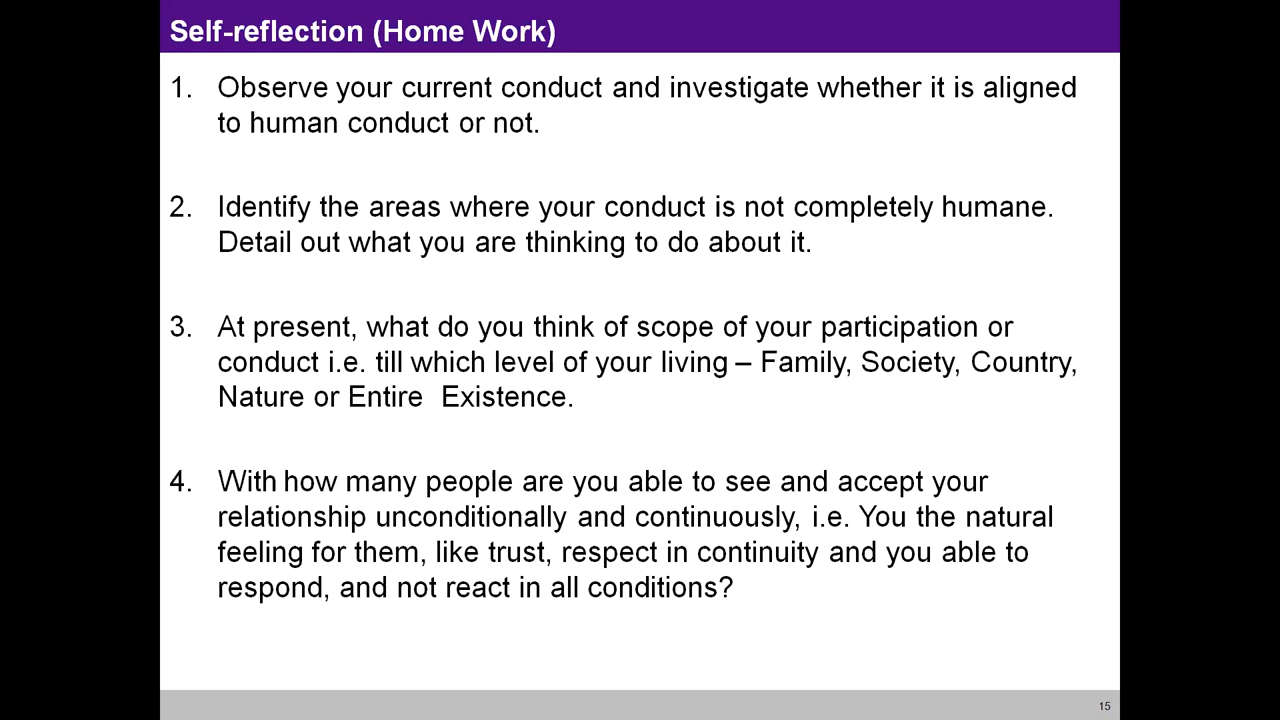 Self-reflection (Home Work)
1. Observe your current conduct and investigate whether it is aligned
to human conduct or not.
2. Identify the areas where your conduct is not completely humane.
Detail out what you are thinking to do about it.
3. At present, what do you think of scope of your participation or
conduct i.e. till which level of your living – Family, Society, Country,
Nature or Entire  Existence.
4. With how many people are you able to see and accept your
relationship unconditionally and continuously, i.e. You the natural
feeling for them, like trust, respect in continuity and you able to
respond, and not react in all conditions?
15